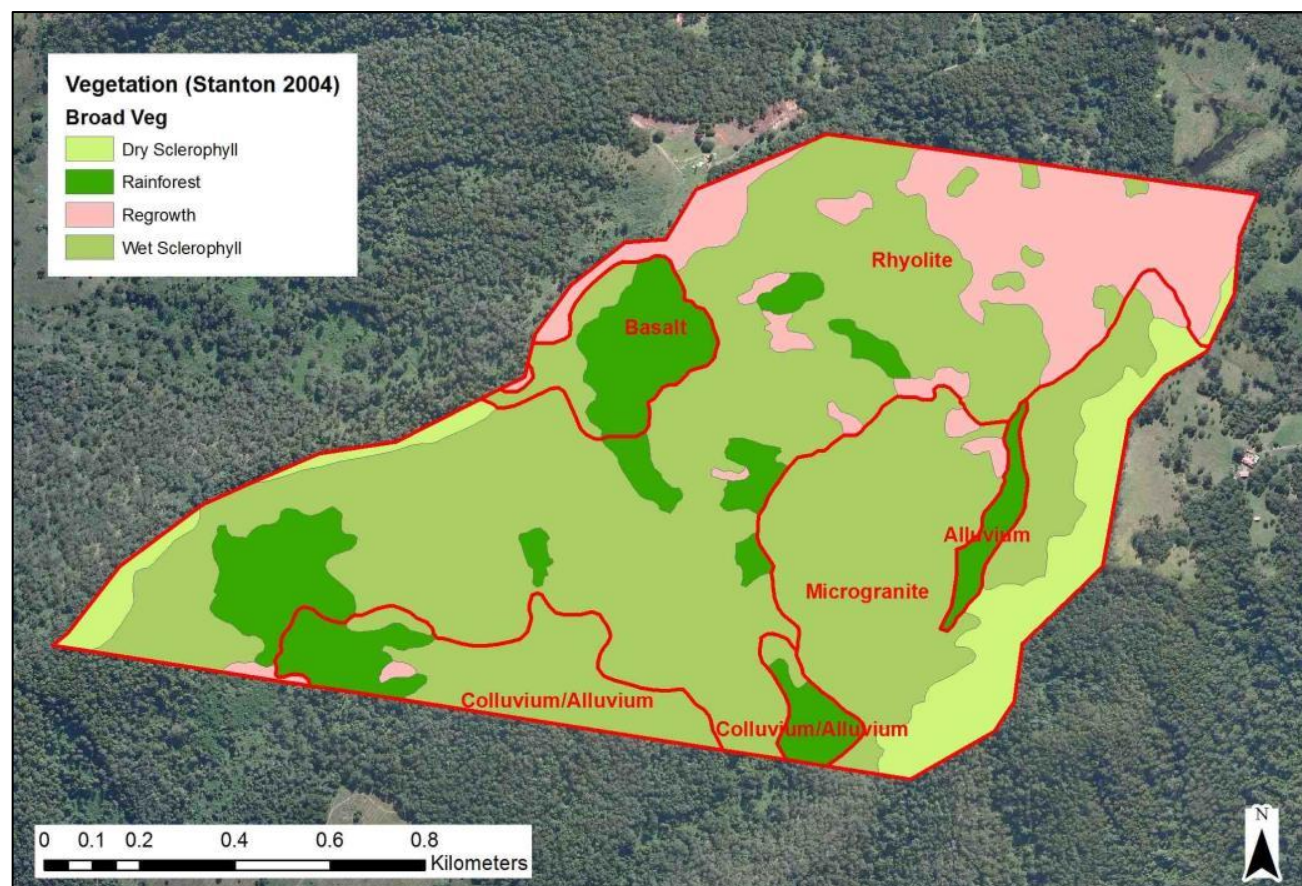 Vegetation (Stanton 2004)
Broad Veg
Dry Sclerophyll
Rainforest
Regrowth
Wet Sclerophyll
Rhyolite
Basalt
Alluvium
Microgranite
Colluvium/Alluvium
Colluvium/Alluvium
0 0.1 0.2 0.4 0.6 0.8
Kilometers
N